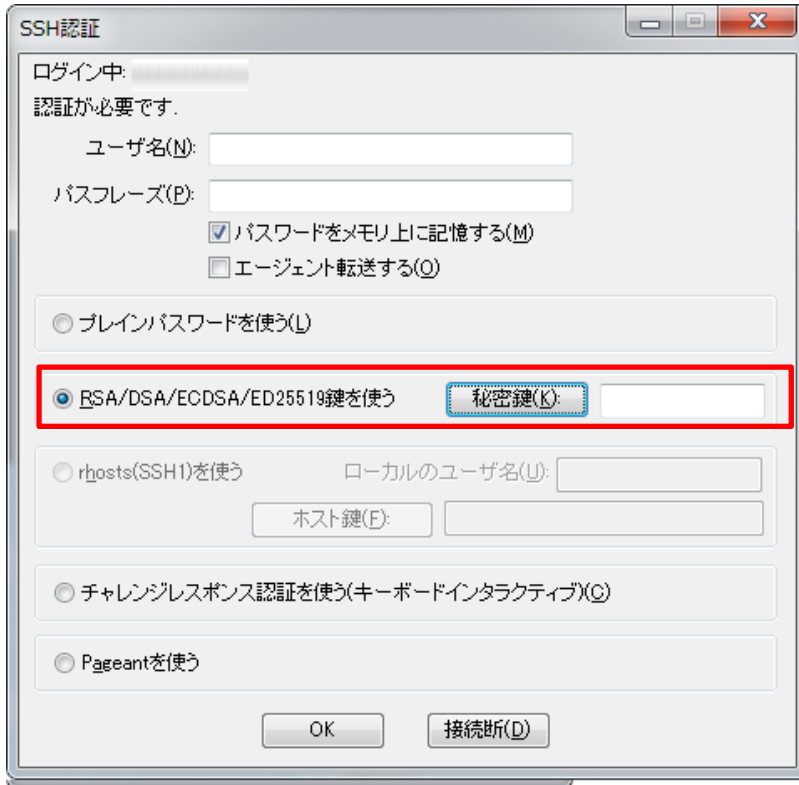 SSH認証
ログイン中:
認証が必要です.
ユーザ名(N):
パスフレーズ(P):
パスワードをメモリ上に記憶する(M)
エージェント転送する(O)
プレインパスワードを使う(L)
RSA/DSA/ECDSA/ED25519鍵を使う 秘密鍵(K):
rhosts(SSH1)を使う ローカルのユーザ名(U):
ホスト鍵(F):
チャレンジレスポンス認証を使う(キーボードインタラクティブ)(C)
Pageantを使う
OK 接続断(D)